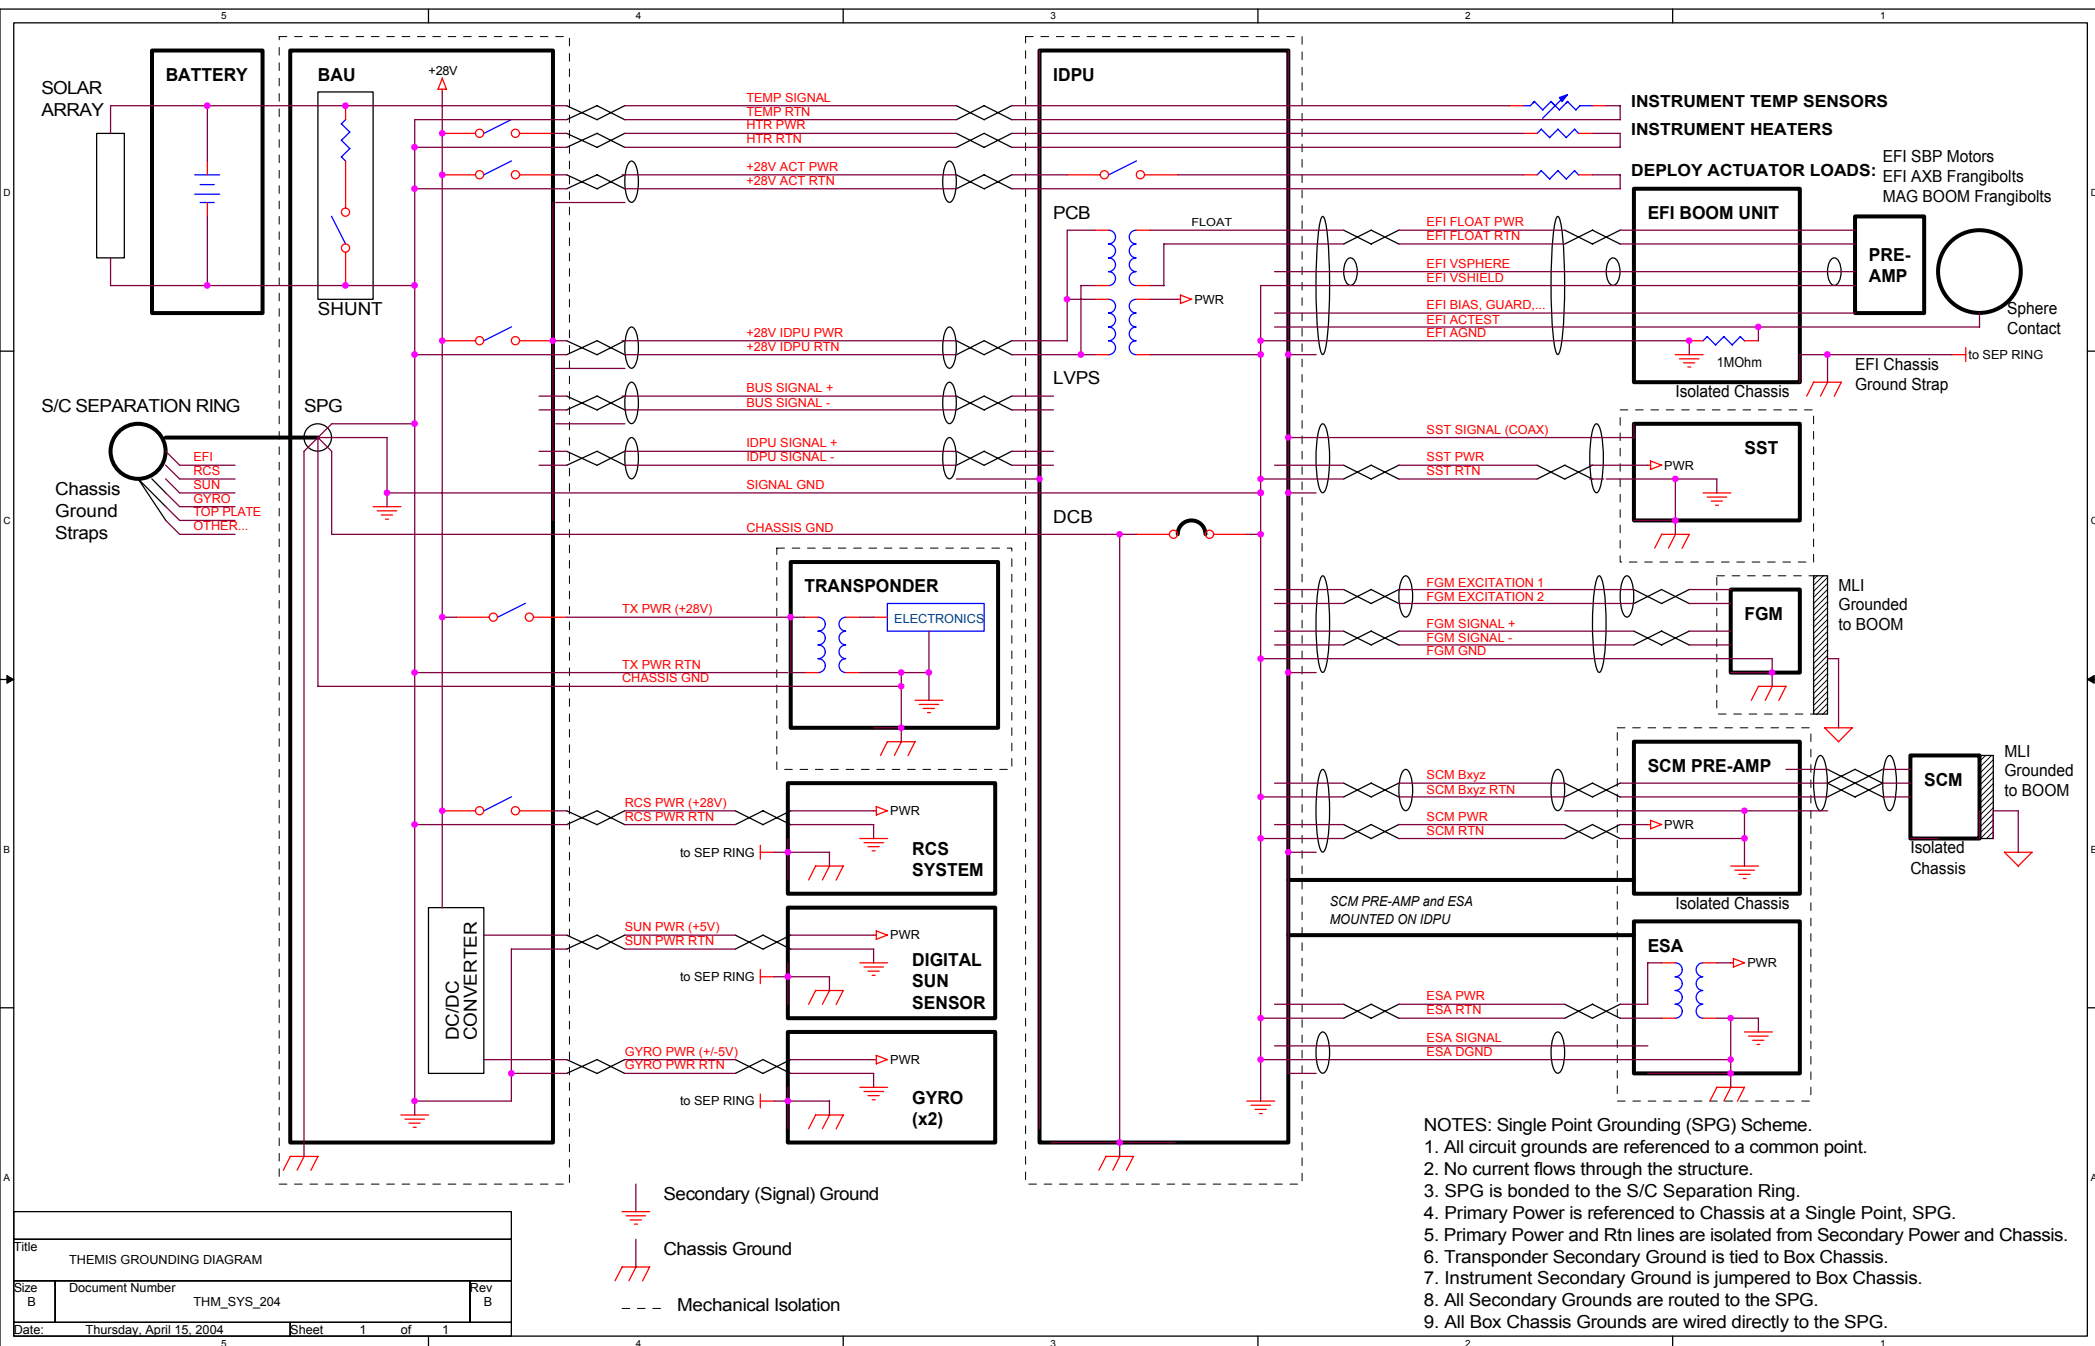 5 4 3 2 1
SOLAR
ARRAY
BATTERY
BAU
+28V
SHUNT
TEMP SIGNAL
TEMP RTN
HTR PWR
HTR RTN
+28V ACT PWR
+28V ACT RTN
+28V IDPU PWR
+28V IDPU RTN
BUS SIGNAL +
BUS SIGNAL -
IDPU SIGNAL +
IDPU SIGNAL -
SIGNAL GND
CHASSIS GND
IDPU
PCB
FLOAT
PWR
LVPS
DCB
INSTRUMENT TEMP SENSORS
INSTRUMENT HEATERS
DEPLOY ACTUATOR LOADS:
EFI SBP Motors
EFI AXB Frangibolts
MAG BOOM Frangibolts
EFI BOOM UNIT
EFI FLOAT PWR
EFI FLOAT RTN
EFI VSPHERE
EFI VSHIELD
EFI BIAS, GUARD,...
EFI ACTEST
EFI AGND
PRE-
AMP
Sphere
Contact
1MOhm
to SEP RING
EFI Chassis
Ground Strap
Isolated Chassis
S/C SEPARATION RING
SPG
EFI
RCS
SUN
GYRO
TOP PLATE
OTHER...
Chassis
Ground
Straps
SST SIGNAL (COAX)
SST PWR
SST RTN
SST
PWR
TRANSPONDER
ELECTRONICS
TX PWR (+28V)
TX PWR RTN
CHASSIS GND
FGM EXCITATION 1
FGM EXCITATION 2
FGM SIGNAL +
FGM SIGNAL -
FGM GND
FGM
MLI
Grounded
to BOOM
RCS PWR (+28V)
RCS PWR RTN
PWR
to SEP RING
RCS
SYSTEM
SCM Bxyz
SCM Bxyz RTN
SCM PWR
SCM RTN
SCM PRE-AMP
PWR
SCM
MLI
Grounded
to BOOM
Isolated
Chassis
Isolated Chassis
SCM PRE-AMP and ESA
MOUNTED ON IDPU
DC/DC
CONVERTER
SUN PWR (+5V)
SUN PWR RTN
PWR
to SEP RING
DIGITAL
SUN
SENSOR
ESA
PWR
ESA PWR
ESA RTN
ESA SIGNAL
ESA DGND
GYRO PWR (+/-5V)
GYRO PWR RTN
PWR
to SEP RING
GYRO
(x2)
Secondary (Signal) Ground
Chassis Ground
Mechanical Isolation
NOTES: Single Point Grounding (SPG) Scheme.
1. All circuit grounds are referenced to a common point.
2. No current flows through the structure.
3. SPG is bonded to the S/C Separation Ring.
4. Primary Power is referenced to Chassis at a Single Point, SPG.
5. Primary Power and Rtn lines are isolated from Secondary Power and Chassis.
6. Transponder Secondary Ground is tied to Box Chassis.
7. Instrument Secondary Ground is jumpered to Box Chassis.
8. All Secondary Grounds are routed to the SPG.
9. All Box Chassis Grounds are wired directly to the SPG.
Title
THEMIS GROUNDING DIAGRAM
Size Document Number Rev
B THM_SYS_204 B
Date: Thursday, April 15, 2004 Sheet 1 of 1
D
C
B
A
D
C
B
A
5 4 3 2 1